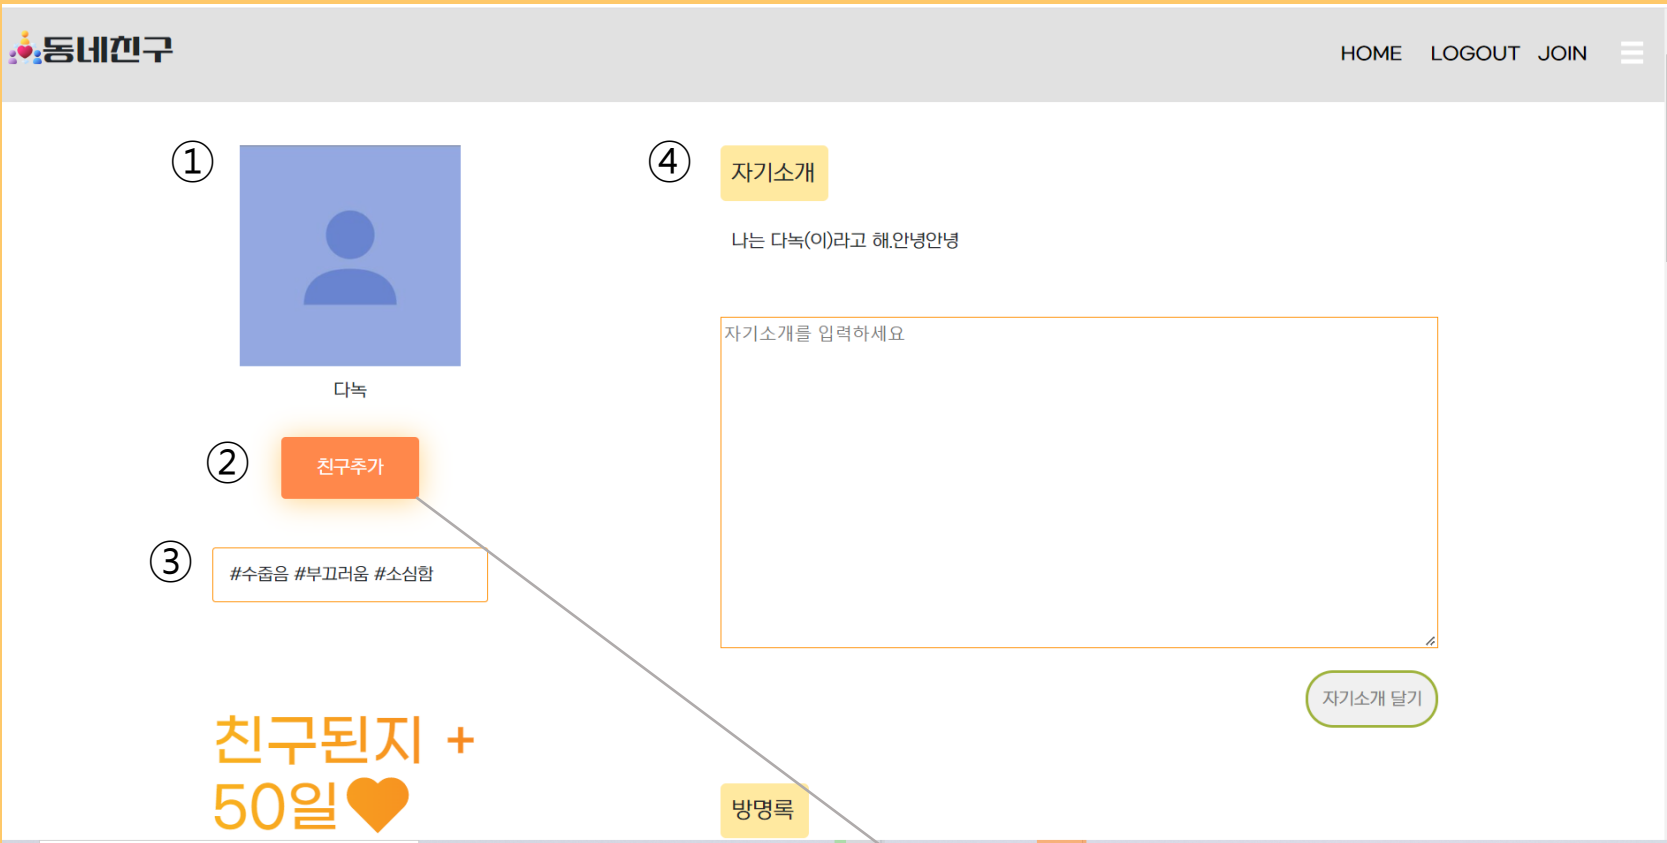 동네친구
HOME LOGOUT JOIN
①
다녹
②
친구추가
③
#수줍음 #부끄러움 #소심함
친구된지 +
50일
④
자기소개
나는 다녹(이)라고 해.안녕안녕
자기소개를 입력하세요
자기소개 달기
방명록